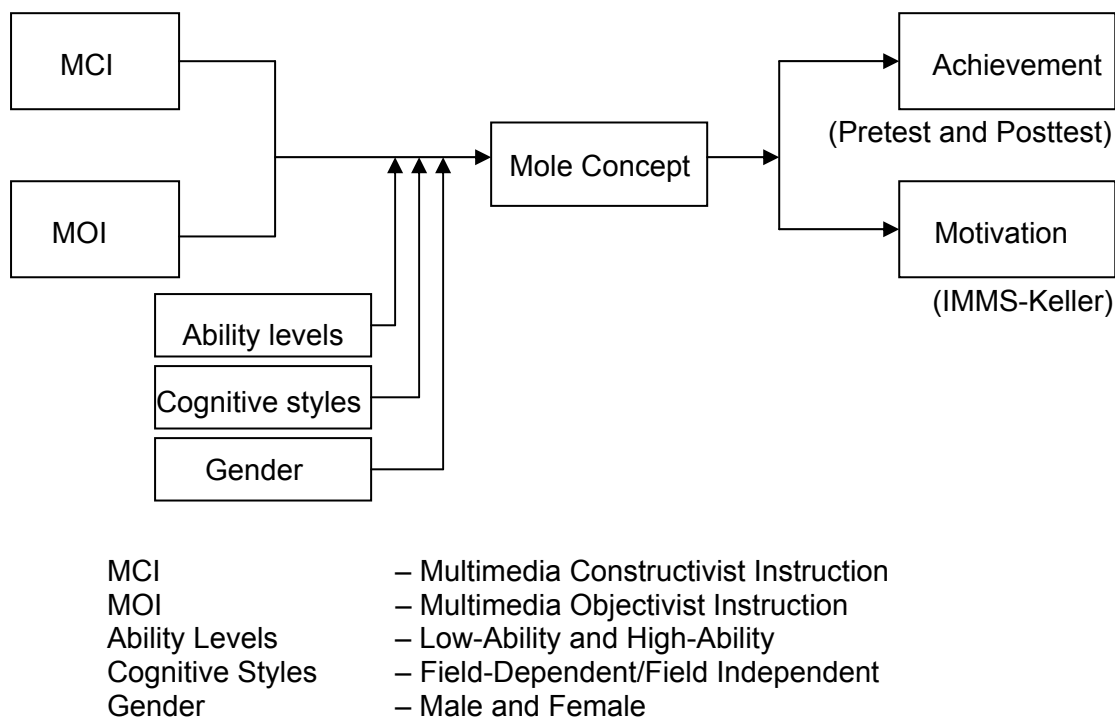 MCI
Achievement
(Pretest and Posttest)
Mole Concept
MOI
Motivation
(IMMS-Keller)
Ability levels
Cognitive styles
Gender
MCI – Multimedia Constructivist Instruction
MOI – Multimedia Objectivist Instruction
Ability Levels – Low-Ability and High-Ability
Cognitive Styles – Field-Dependent/Field Independent
Gender – Male and Female